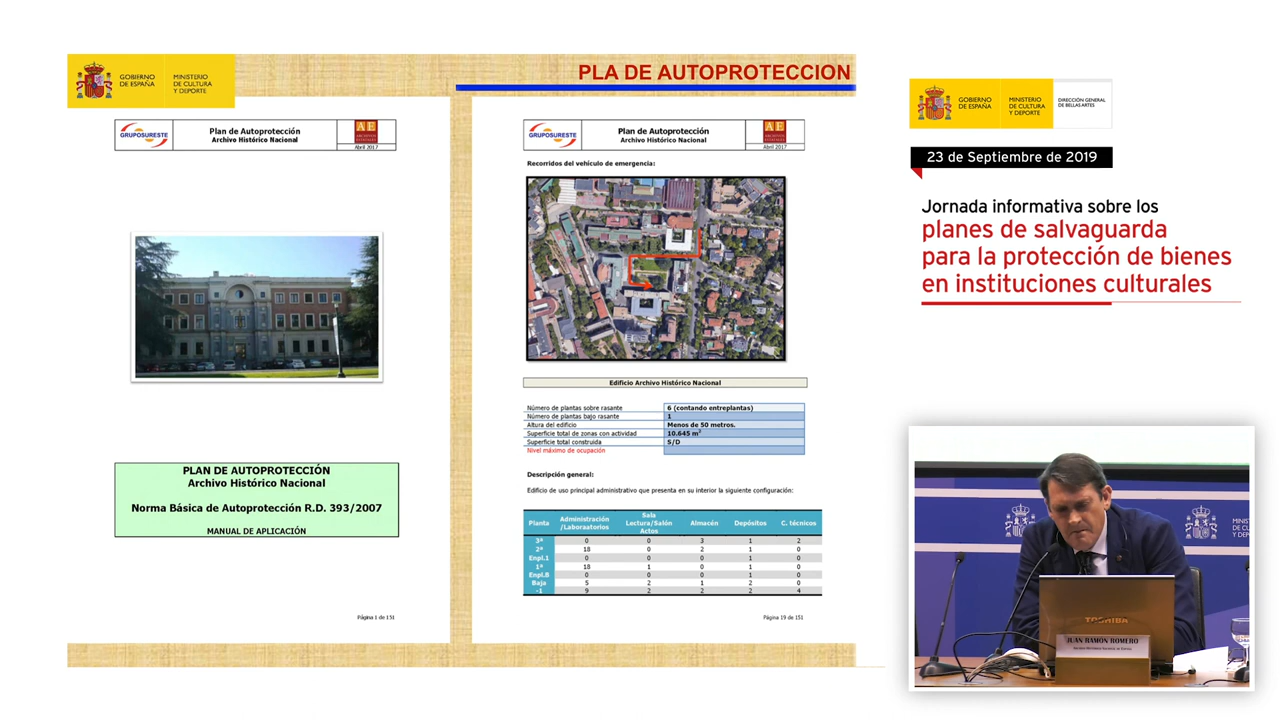 GOBIERNO
DE ESPAÑA
MINISTERIO
DE CULTURA
Y DEPORTE
PLA DE AUTOPROTECCION
GRUPOSURESTE
Plan de Autoprotección
Archivo Histórico Nacional
AE
Abril 2017
PLAN DE AUTOPROTECCIÓN
Archivo Histórico Nacional
Norma Básica de Autoprotección R.D. 393/2007
MANUAL DE APLICACIÓN
Página 1 de 151
GRUPOSURESTE
Plan de Autoprotección
Archivo Histórico Nacional
AE
Abril 2017
Recorridos del vehículo de emergencia:
Edificio Archivo Histórico Nacional
Número de plantas sobre rasante 6 (contando entreplantas)
Número de plantas bajo rasante 1
Altura del edificio Menos de 50 metros.
Superficie total de zonas con actividad 10.645 m²
Superficie total construida S/D
Nivel máximo de ocupación
Descripción general:
Edificio de uso principal administrativo que presenta en su interior la siguiente configuración:
Planta Administración /Laboraatorios Sala Lectura/Salón Actos Almacén Depósitos C. técnicos
3ª 0 0 3 1 2
2ª 18 0 2 1 0
Enpl.1 0 0 0 1 0
1ª 18 1 0 1 0
Enpl.B 0 0 0 1 0
Baja 5 2 1 2 0
-1 9 2 2 2 4
Página 19 de 151
GOBIERNO
DE ESPAÑA
MINISTERIO
DE CULTURA
Y DEPORTE
DIRECCIÓN GENERAL
DE BELLAS ARTES
23 de Septiembre de 2019
Jornada informativa sobre los
planes de salvaguarda
para la protección de bienes
en instituciones culturales
TOSHIBA
JUAN RAMÓN ROMERO